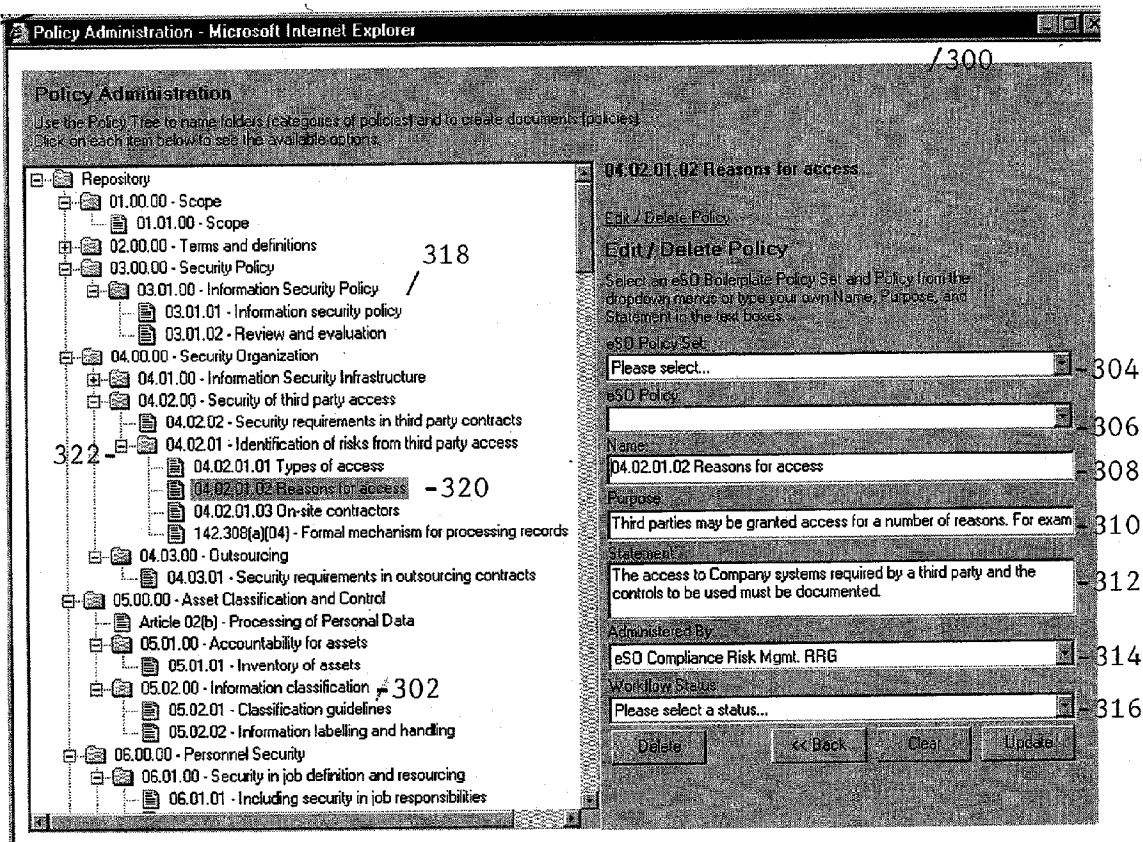 Policy Administration - Microsoft Internet Explorer
/300
Policy Administration
Use the Policy Tree to name folders (categories of policies) and to create documents (policies).
Click on each item below to see the available options.
Repository
01.00.00 - Scope
01.01.00 - Scope
02.00.00 - Terms and definitions
318
03.00.00 - Security Policy
03.01.00 - Information Security Policy
03.01.01 - Information security policy
03.01.02 - Review and evaluation
04.00.00 - Security Organization
04.01.00 - Information Security Infrastructure
04.02.00 - Security of third party access
04.02.02 - Security requirements in third party contracts
322
04.02.01 - Identification of risks from third party access
04.02.01.01 Types of access
04.02.01.02 Reasons for access -320
04.02.01.03 On-site contractors
142.308(a)(04) - Formal mechanism for processing records
04.03.00 - Outsourcing
04.03.01 - Security requirements in outsourcing contracts
05.00.00 - Asset Classification and Control
Article 02(b) - Processing of Personal Data
05.01.00 - Accountability for assets
05.01.01 - Inventory of assets
05.02.00 - Information classification -302
05.02.01 - Classification guidelines
05.02.02 - Information labelling and handling
06.00.00 - Personnel Security
06.01.00 - Security in job definition and resourcing
06.01.01 - Including security in job responsibilities
04.02.01.02 Reasons for access
Edit / Delete Policy
Edit / Delete Policy
Select an eSO Boilerplate Policy Set and Policy from the
dropdown menus or type your own Name, Purpose, and
Statement in the text boxes.
eSO Policy Set
Please select... -304
eSO Policy
-306
Name
04.02.01.02 Reasons for access -308
Purpose
Third parties may be granted access for a number of reasons. For exam -310
Statement
The access to Company systems required by a third party and the
controls to be used must be documented. -312
Administered By
eSO Compliance Risk Mgmt. RRG -314
Workflow Status
Please select a status... -316
Delete << Back Clear Update